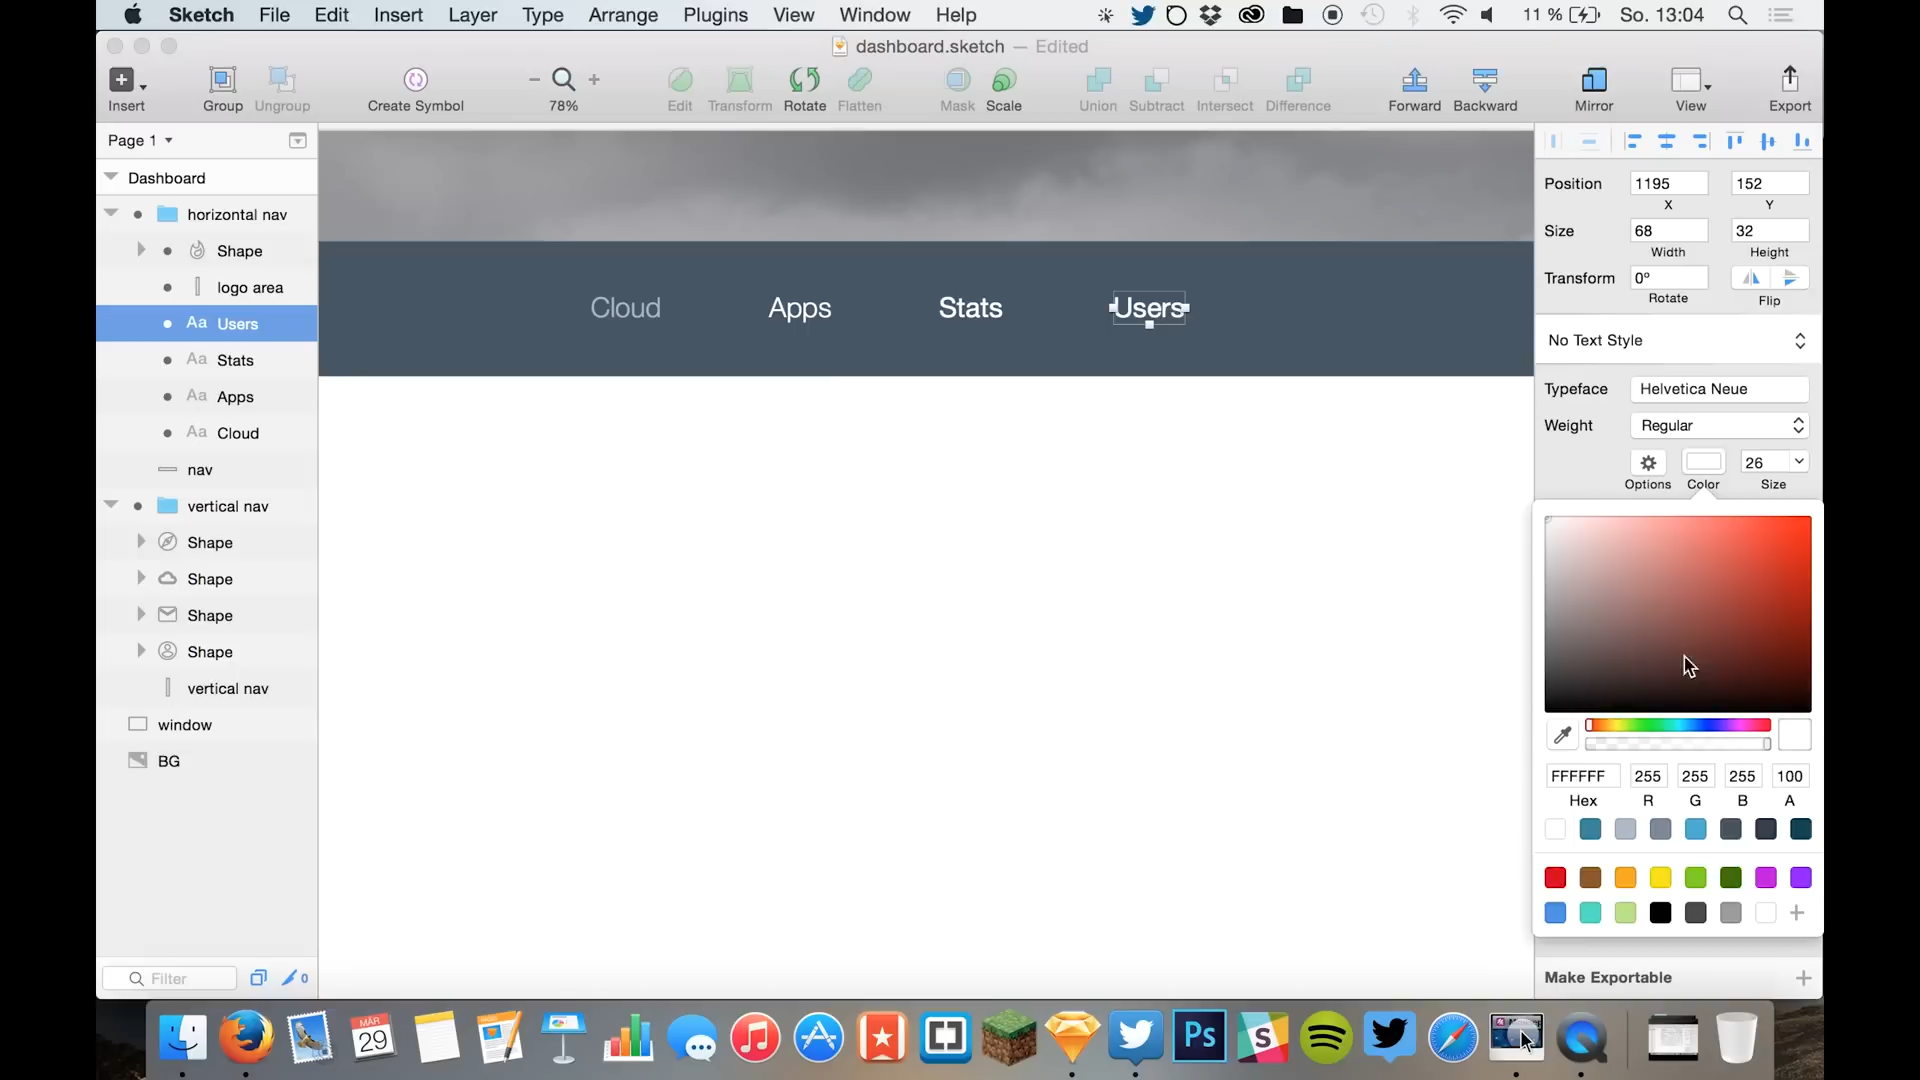 Sketch File Edit Insert Layer Type Arrange Plugins View Window Help 11 % So. 13:04
dashboard.sketch — Edited
Insert Group Ungroup Create Symbol 78% Edit Transform Rotate Flatten Mask Scale Union Subtract Intersect Difference Forward Backward Mirror View Export
Page 1
Dashboard
horizontal nav
Shape
logo area
Aa Users
Aa Stats
Aa Apps
Aa Cloud
nav
vertical nav
Shape
Shape
Shape
Shape
vertical nav
window
BG
Filter 0
Cloud Apps Stats Users
Position 1195 152
X Y
Size 68 32
Width Height
Transform 0°
Rotate Flip
No Text Style
Typeface Helvetica Neue
Weight Regular
26
Options Color Size
FFFFFF 255 255 255 100
Hex R G B A
Make Exportable
MÄR
29
Ps
S